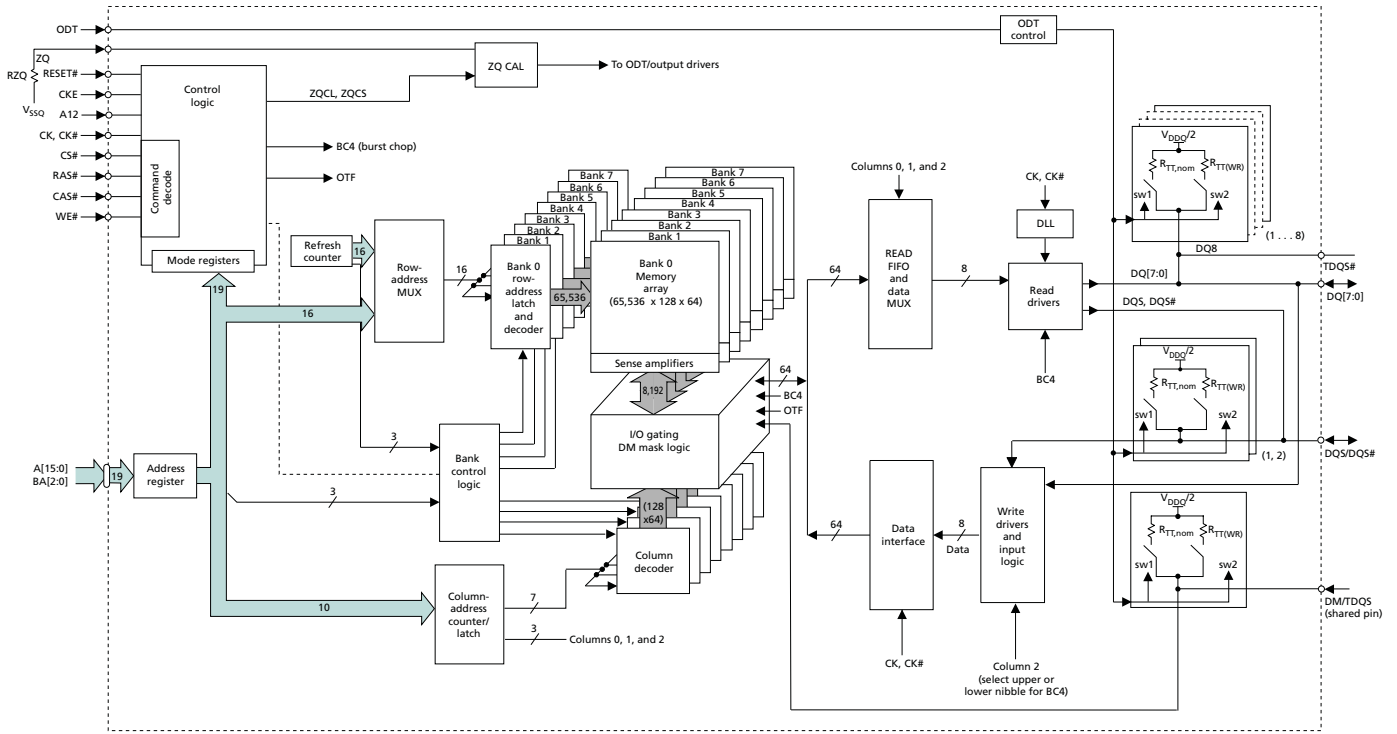 ODT
ODT
control
ZQ
RZQ
RESET#
ZQ CAL
To ODT/output drivers
CKE
Control
logic
ZQCL, ZQCS
VSSQ
A12
CK, CK#
BC4 (burst chop)
CS#
RAS#
OTF
CAS#
WE#
Command
decode
Mode registers
VDDQ/2
RTT,nom
RTT(WR)
sw1
sw2
(1 . . . 8)
Columns 0, 1, and 2
CK, CK#
DLL
Bank 7
Bank 6
Bank 5
Bank 4
Bank 3
Bank 2
Bank 1
Bank 7
Bank 6
Bank 5
Bank 4
Bank 3
Bank 2
Bank 1
Refresh
counter
16
Row-
address
MUX
16
Bank 0
row-
address
latch
and
decoder
65,536
Bank 0
Memory
array
(65,536 x 128 x 64)
Sense amplifiers
64
READ
FIFO
and
data
MUX
8
Read
drivers
BC4
DQ8
TDQS#
DQ[7:0]
DQ[7:0]
DQS, DQS#
19
16
8,192
64
BC4
OTF
I/O gating
DM mask logic
VDDQ/2
RTT,nom
RTT(WR)
sw1
sw2
(1, 2)
DQS/DQS#
3
A[15:0]
BA[2:0]
19
Address
register
3
Bank
control
logic
(128
x64)
Column
decoder
64
Data
interface
8
Data
Write
drivers
and
input
logic
VDDQ/2
RTT,nom
RTT(WR)
sw1
sw2
DM/TDQS
(shared pin)
10
Column-
address
counter/
latch
7
3
Columns 0, 1, and 2
CK, CK#
Column 2
(select upper or
lower nibble for BC4)